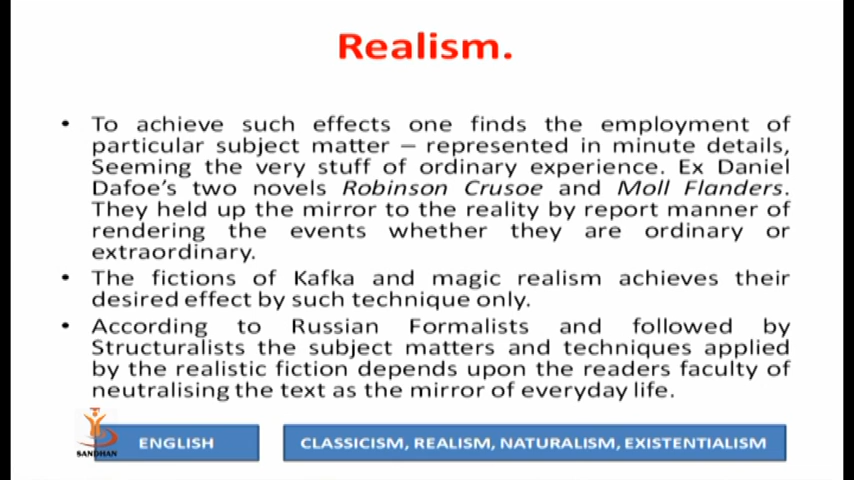 Realism.
• To achieve such effects one finds the employment of
particular subject matter – represented in minute details,
Seeming the very stuff of ordinary experience. Ex Daniel
Dafoe's two novels Robinson Crusoe and Moll Flanders.
They held up the mirror to the reality by report manner of
rendering the events whether they are ordinary or
extraordinary.
• The fictions of Kafka and magic realism achieves their
desired effect by such technique only.
• According to Russian Formalists and followed by
Structuralists the subject matters and techniques applied
by the realistic fiction depends upon the readers faculty of
neutralising the text as the mirror of everyday life.
SANDHAN
ENGLISH
CLASSICISM, REALISM, NATURALISM, EXISTENTIALISM